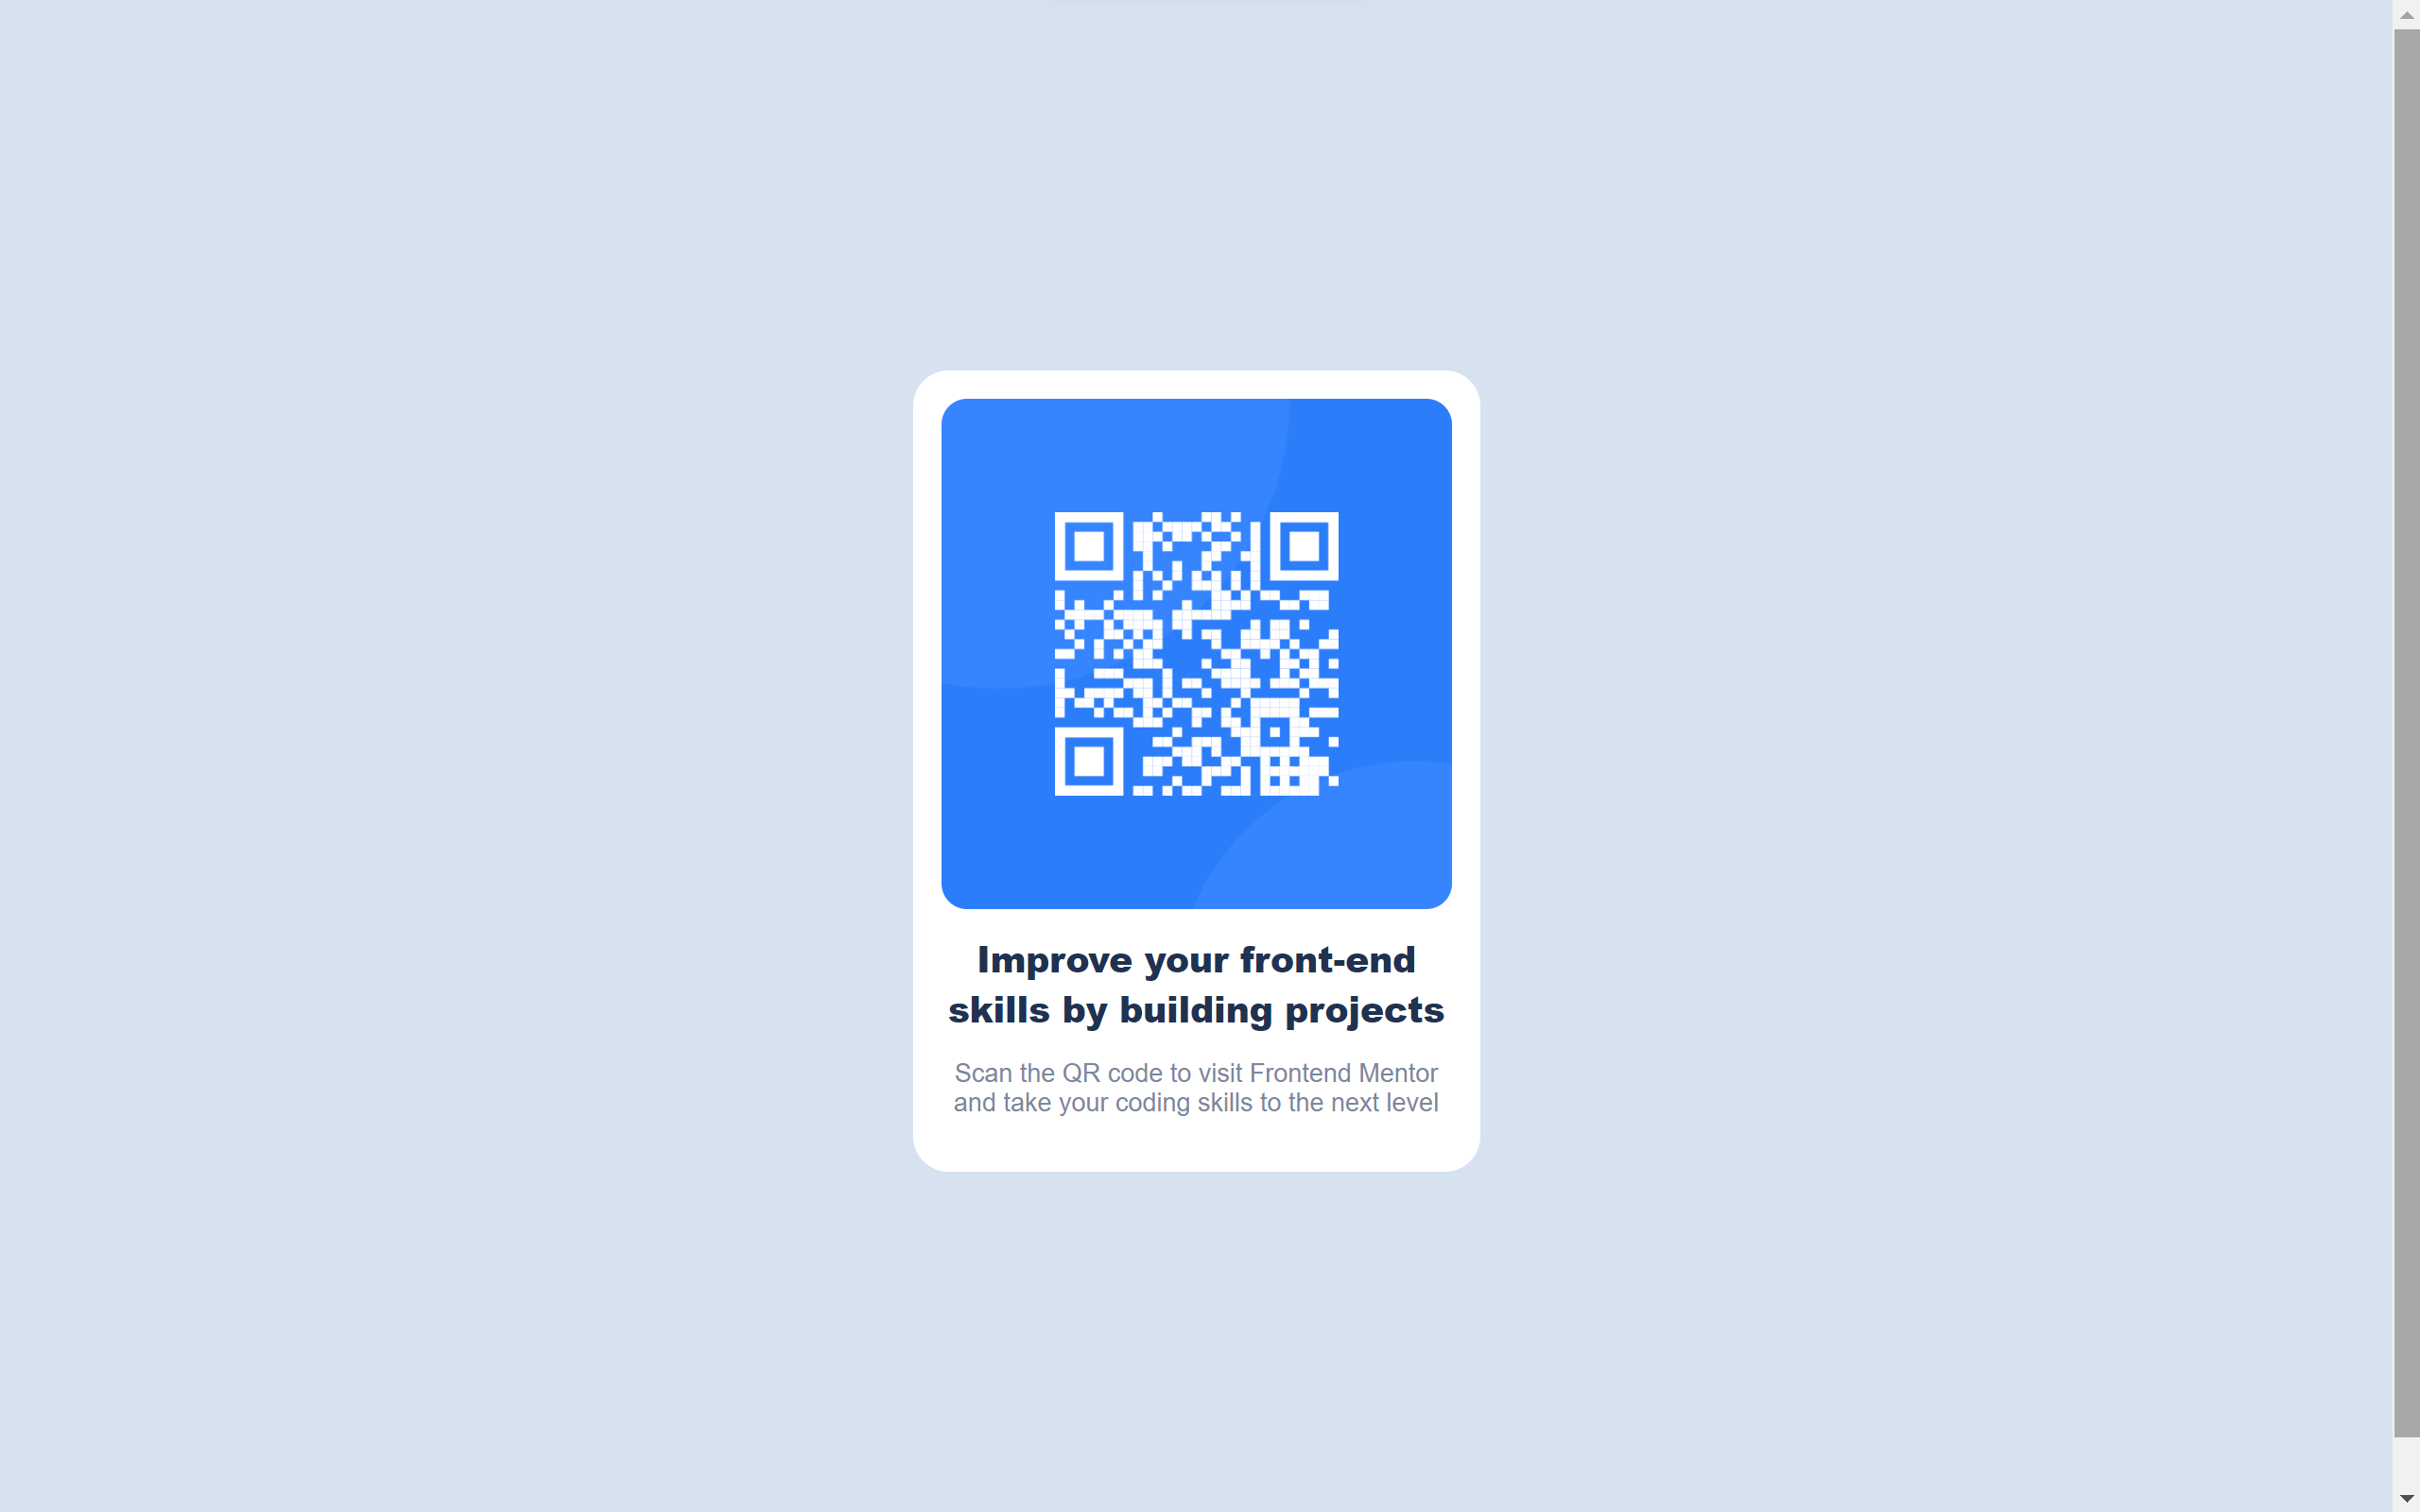 Improve your front-end
skills by building projects
Scan the QR code to visit Frontend Mentor
and take your coding skills to the next level